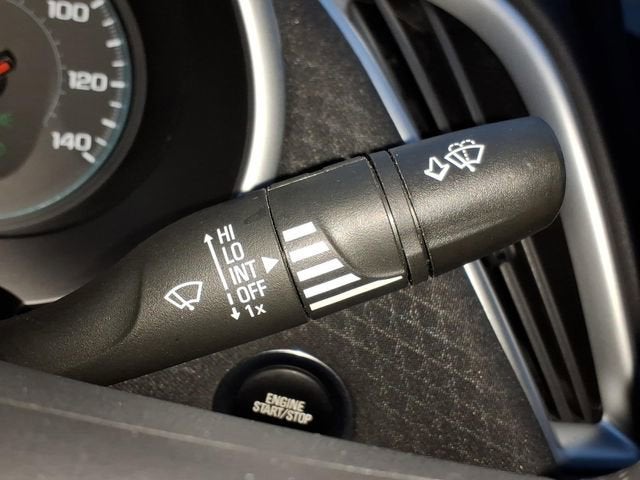 100
120
140
HI
LO
INT
OFF
1x
ENGINE
START/STOP